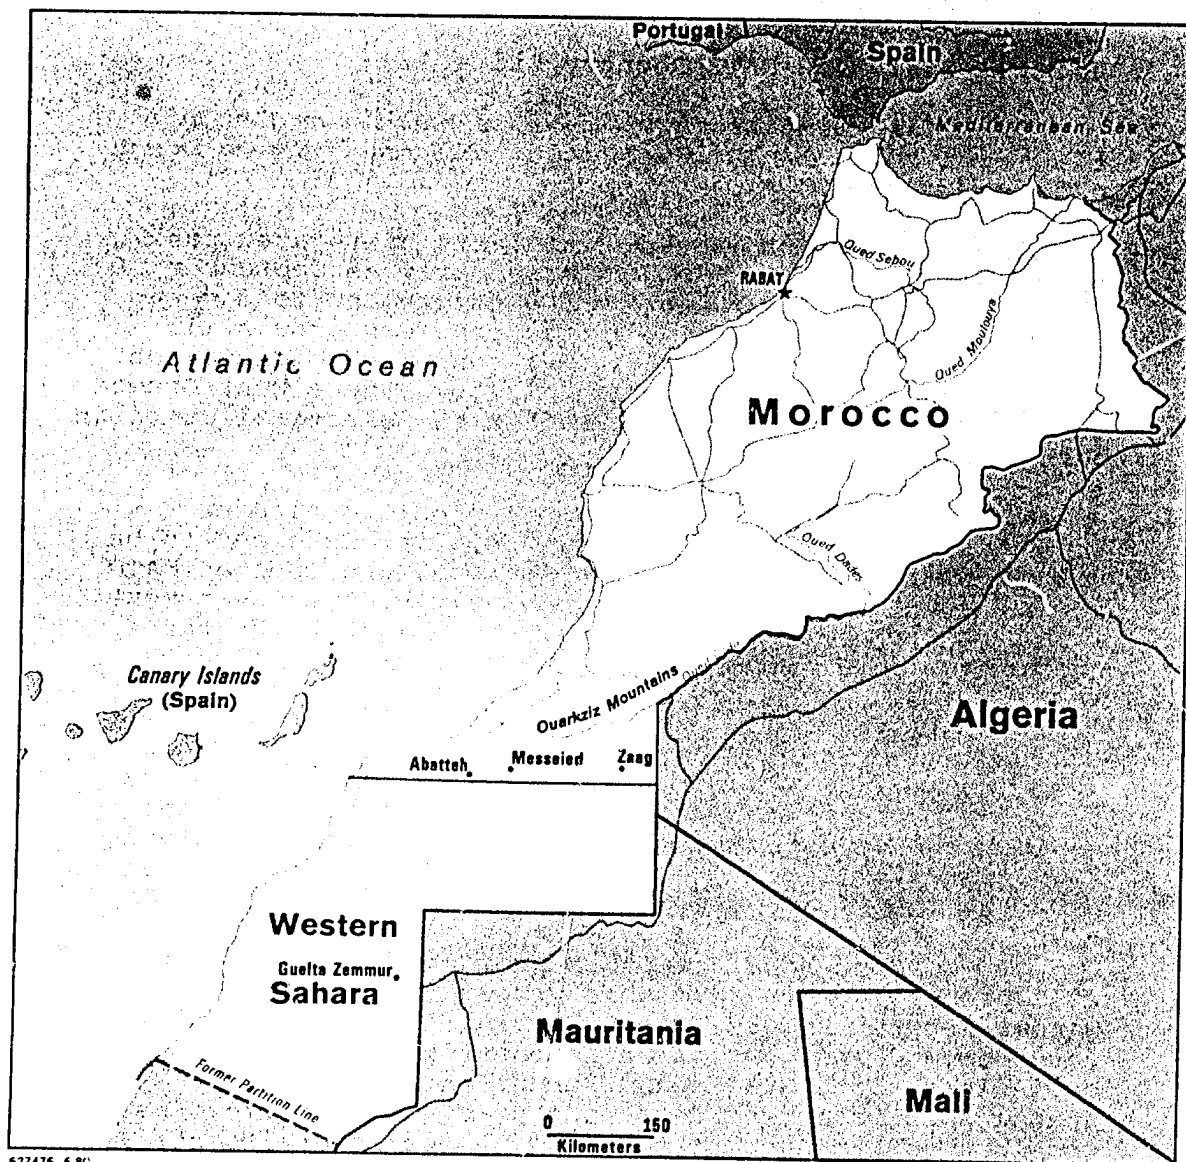 Portugal
Spain
Mediterranean Sea
Oued Sebou
RABAT
Oued Moulouya
Atlantic Ocean
Morocco
Oued Dades
Canary Islands
(Spain)
Ouarkziz Mountains
Algeria
Abatteh
Messeied
Zaag
Western
Guelta Zemmur
Sahara
Mauritania
Former Partition Line
Mali
0 150
Kilometers